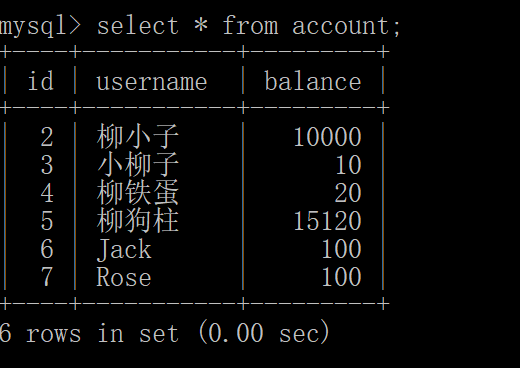 mysql> select * from account;
id | username | balance
2 | 柳小子 | 10000
3 | 小柳子 | 10
4 | 柳铁蛋 | 20
5 | 柳狗柱 | 15120
6 | Jack | 100
7 | Rose | 100
6 rows in set (0.00 sec)